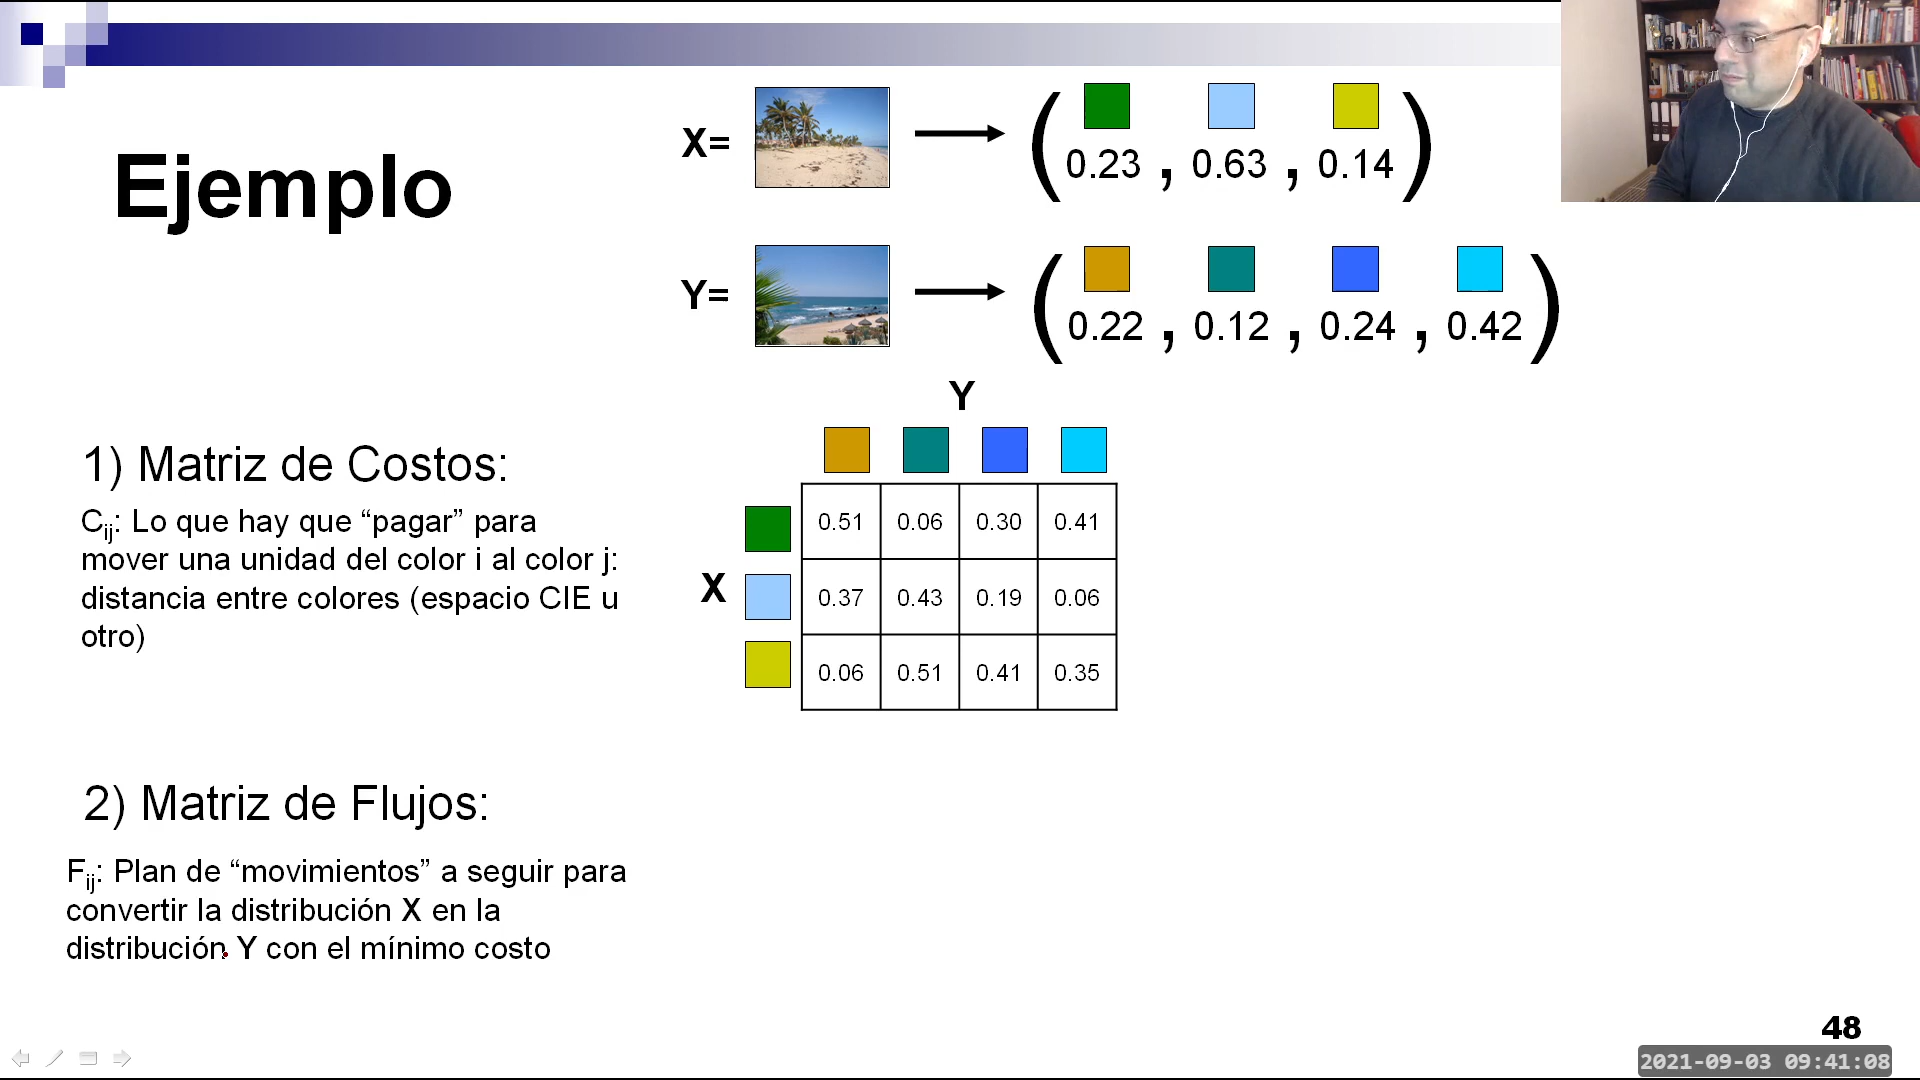 Ejemplo
X=
( 0.23 , 0.63 , 0.14 )
Y=
( 0.22 , 0.12 , 0.24 , 0.42 )
1) Matriz de Costos:
Cij: Lo que hay que “pagar” para
mover una unidad del color i al color j:
distancia entre colores (espacio CIE u
otro)
Y
X
0.51 0.06 0.30 0.41
0.37 0.43 0.19 0.06
0.06 0.51 0.41 0.35
2) Matriz de Flujos:
Fij: Plan de “movimientos” a seguir para
convertir la distribución X en la
distribución Y con el mínimo costo
48
2021-09-03 09:41:08